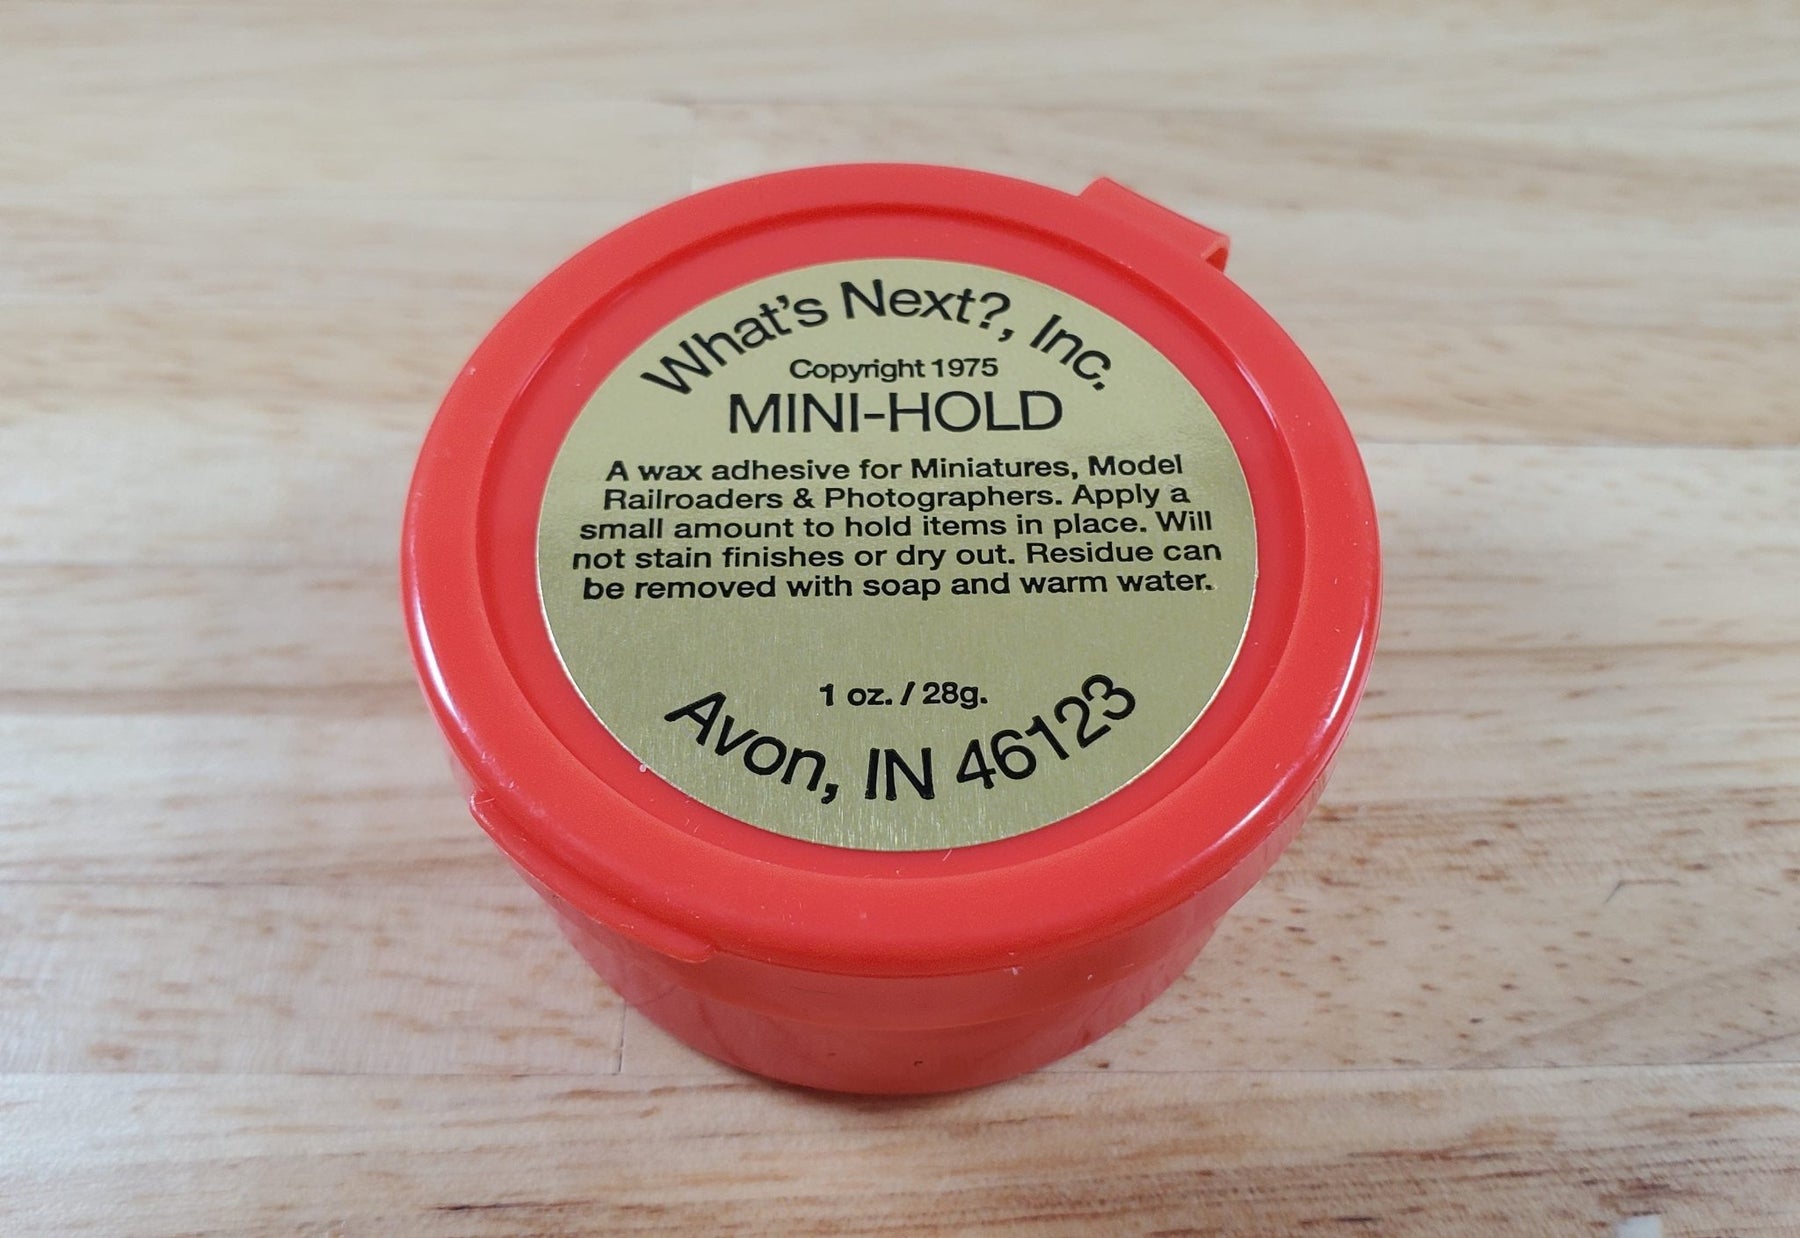 What's Next?, Inc.
Copyright 1975
MINI-HOLD
A wax adhesive for Miniatures, Model
Railroaders & Photographers. Apply a
small amount to hold items in place. Will
not stain finishes or dry out. Residue can
be removed with soap and warm water.
1 oz. / 28g.
Avon, IN 46123